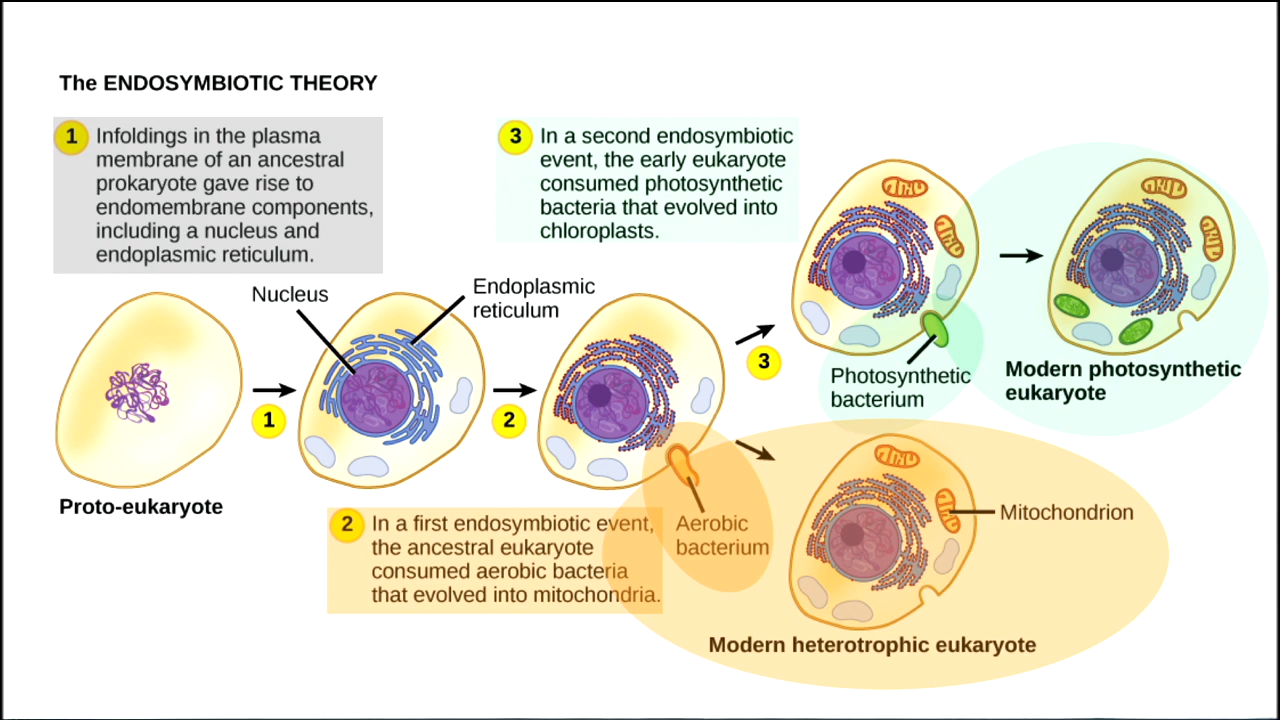 The ENDOSYMBIOTIC THEORY
1
Infoldings in the plasma
membrane of an ancestral
prokaryote gave rise to
endomembrane components,
including a nucleus and
endoplasmic reticulum.
3
In a second endosymbiotic
event, the early eukaryote
consumed photosynthetic
bacteria that evolved into
chloroplasts.
Nucleus
Endoplasmic
reticulum
1
2
3
Photosynthetic
bacterium
Modern photosynthetic
eukaryote
Proto-eukaryote
2
In a first endosymbiotic event,
the ancestral eukaryote
consumed aerobic bacteria
that evolved into mitochondria.
Aerobic
bacterium
Mitochondrion
Modern heterotrophic eukaryote